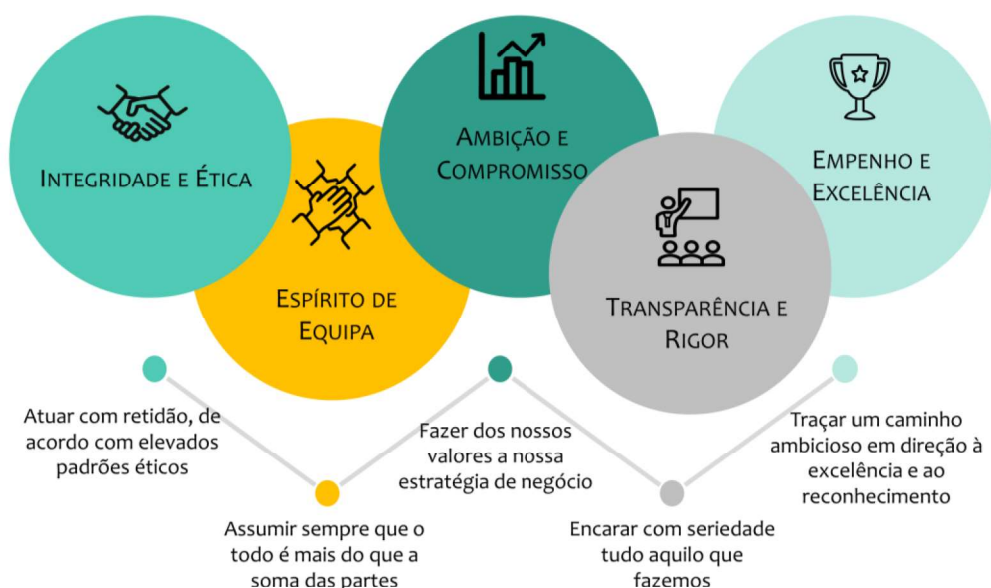 INTEGRIDADE E ÉTICA
ESPÍRITO DE
EQUIPA
AMBIÇÃO E
COMPROMISSO
TRANSPARÊNCIA E
RIGOR
EMPENHO E
EXCELÊNCIA
Atuar com retidão, de
acordo com elevados
padrões éticos
Assumir sempre que o
todo é mais do que a
soma das partes
Fazer dos nossos
valores a nossa
estratégia de negócio
Encarar com seriedade
tudo aquilo que
fazemos
Traçar um caminho
ambicioso em direção à
excelência e ao
reconhecimento